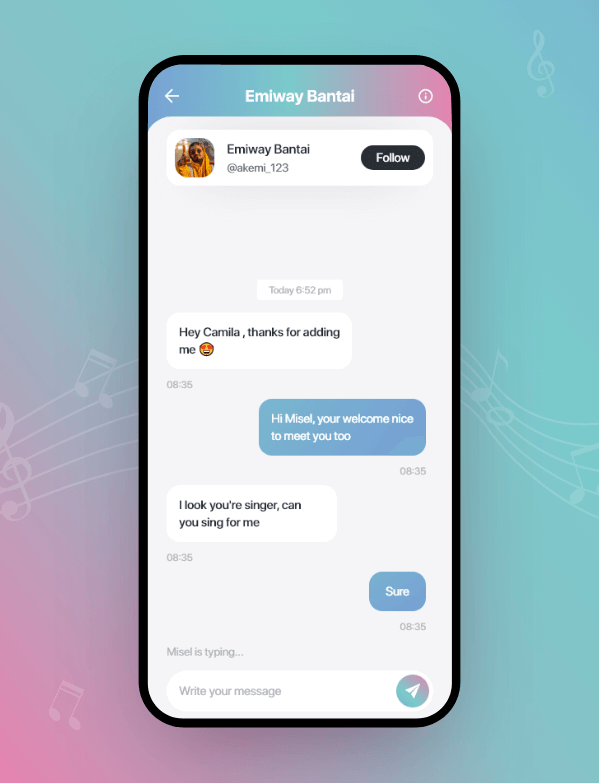 Emiway Bantai
Emiway Bantai
@akemi_123
Follow
Today 6:52 pm
Hey Camila , thanks for adding
me 🤩
08:35
Hi Misel, your welcome nice
to meet you too
08:35
I look you're singer, can
you sing for me
08:35
Sure
08:35
Misel is typing...
Write your message